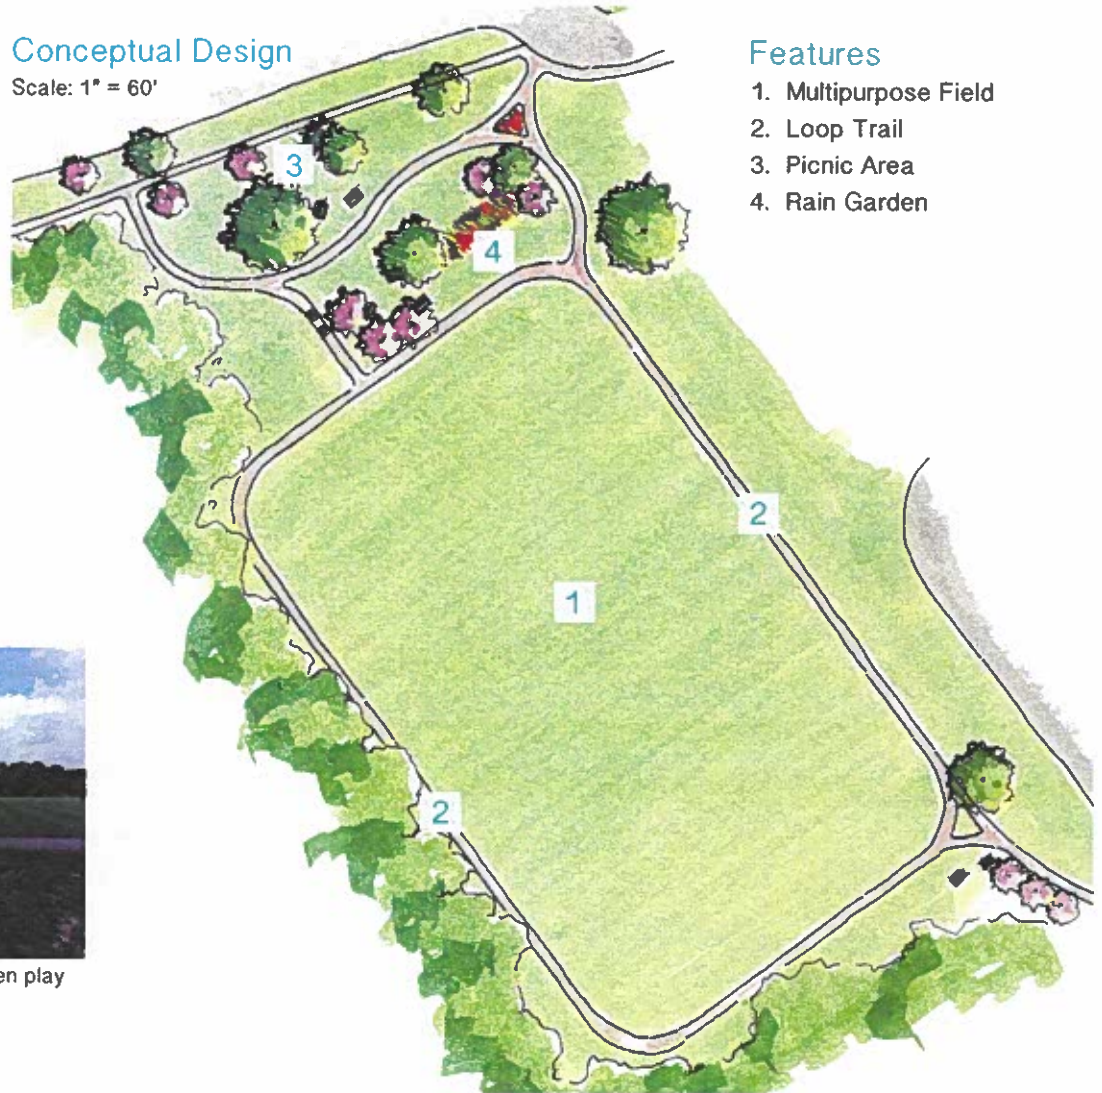 Conceptual Design
Scale: 1" = 60'
Features
1. Multipurpose Field
2. Loop Trail
3. Picnic Area
4. Rain Garden
3
4
2
1
2
play